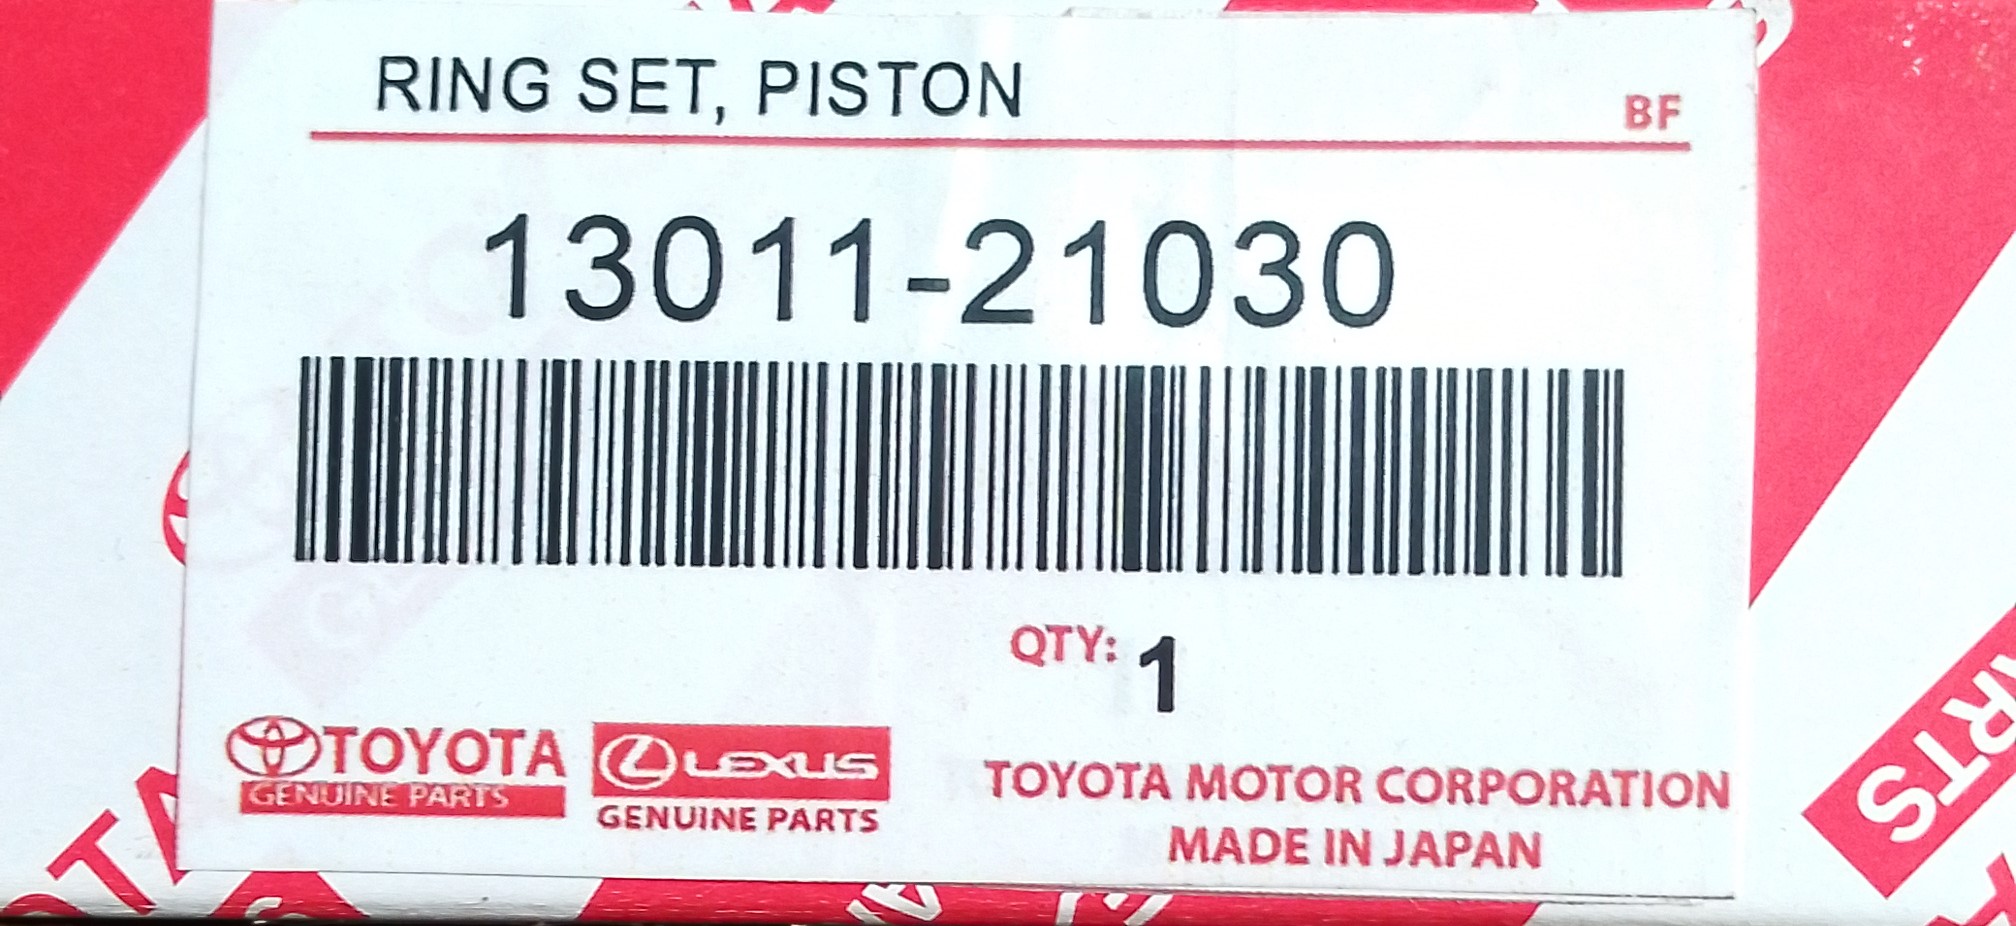 RING SET, PISTON
BF
13011-21030
QTY: 1
TOYOTA
GENUINE PARTS
LEXUS
GENUINE PARTS
TOYOTA MOTOR CORPORATION
MADE IN JAPAN